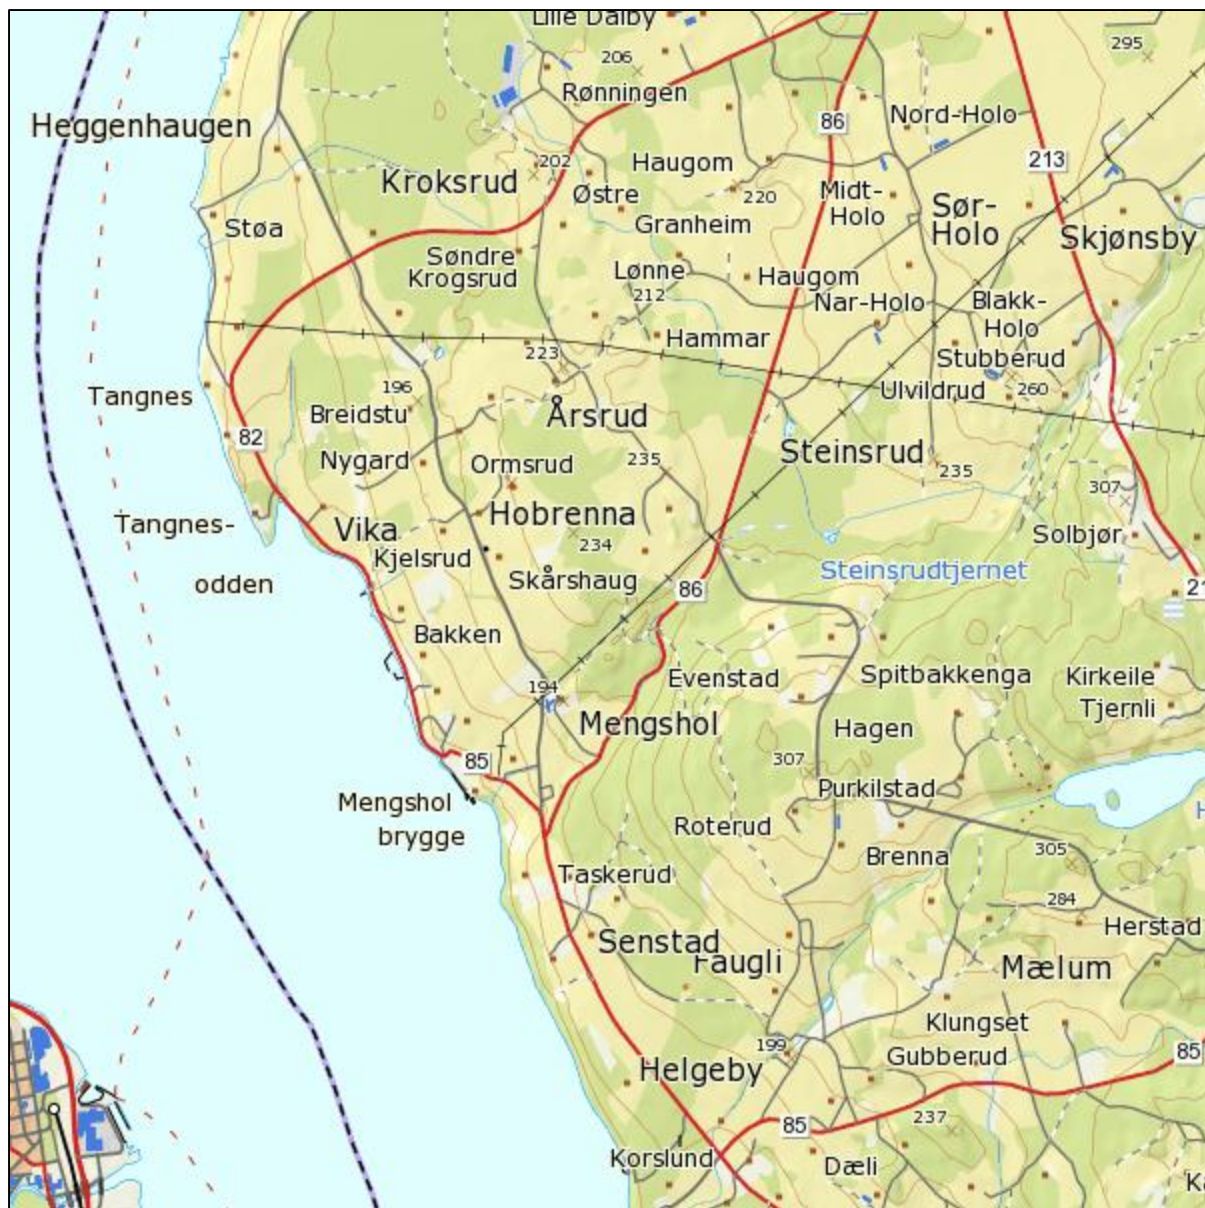 Lille Dalby
295
206
Rønningen
86
Nord-Holo
Heggenhaugen
202
Haugom
213
Kroksrud
Østre
220
Midt-
Holo
Sør-
Holo
Støa
Granheim
Skjønsby
Søndre
Krogsrud
Lønne
Haugom
212
Nar-Holo
Blakk-
Holo
Hammar
223
Stubberud
Tangnes
196
Ulvildrud
260
Breidstu
Årsrud
82
Nygard
Ormsrud
235
Steinsrud
235
307
Tangnes-
odden
Vika
Hobrenna
234
Solbjør
Kjelsrud
Skårshaug
Steinsrudtjernet
86
Bakken
194
Evenstad
Spitbakkenga
Kirkeile
Tjernli
Mengshol
Hagen
85
307
Purkilstad
Mengshol
brygge
Roterud
Brenna
305
Taskerud
284
Herstad
Senstad
Faugli
Mælum
Klungset
199
Gubberud
85
Helgeby
85
237
Korslund
Dæli